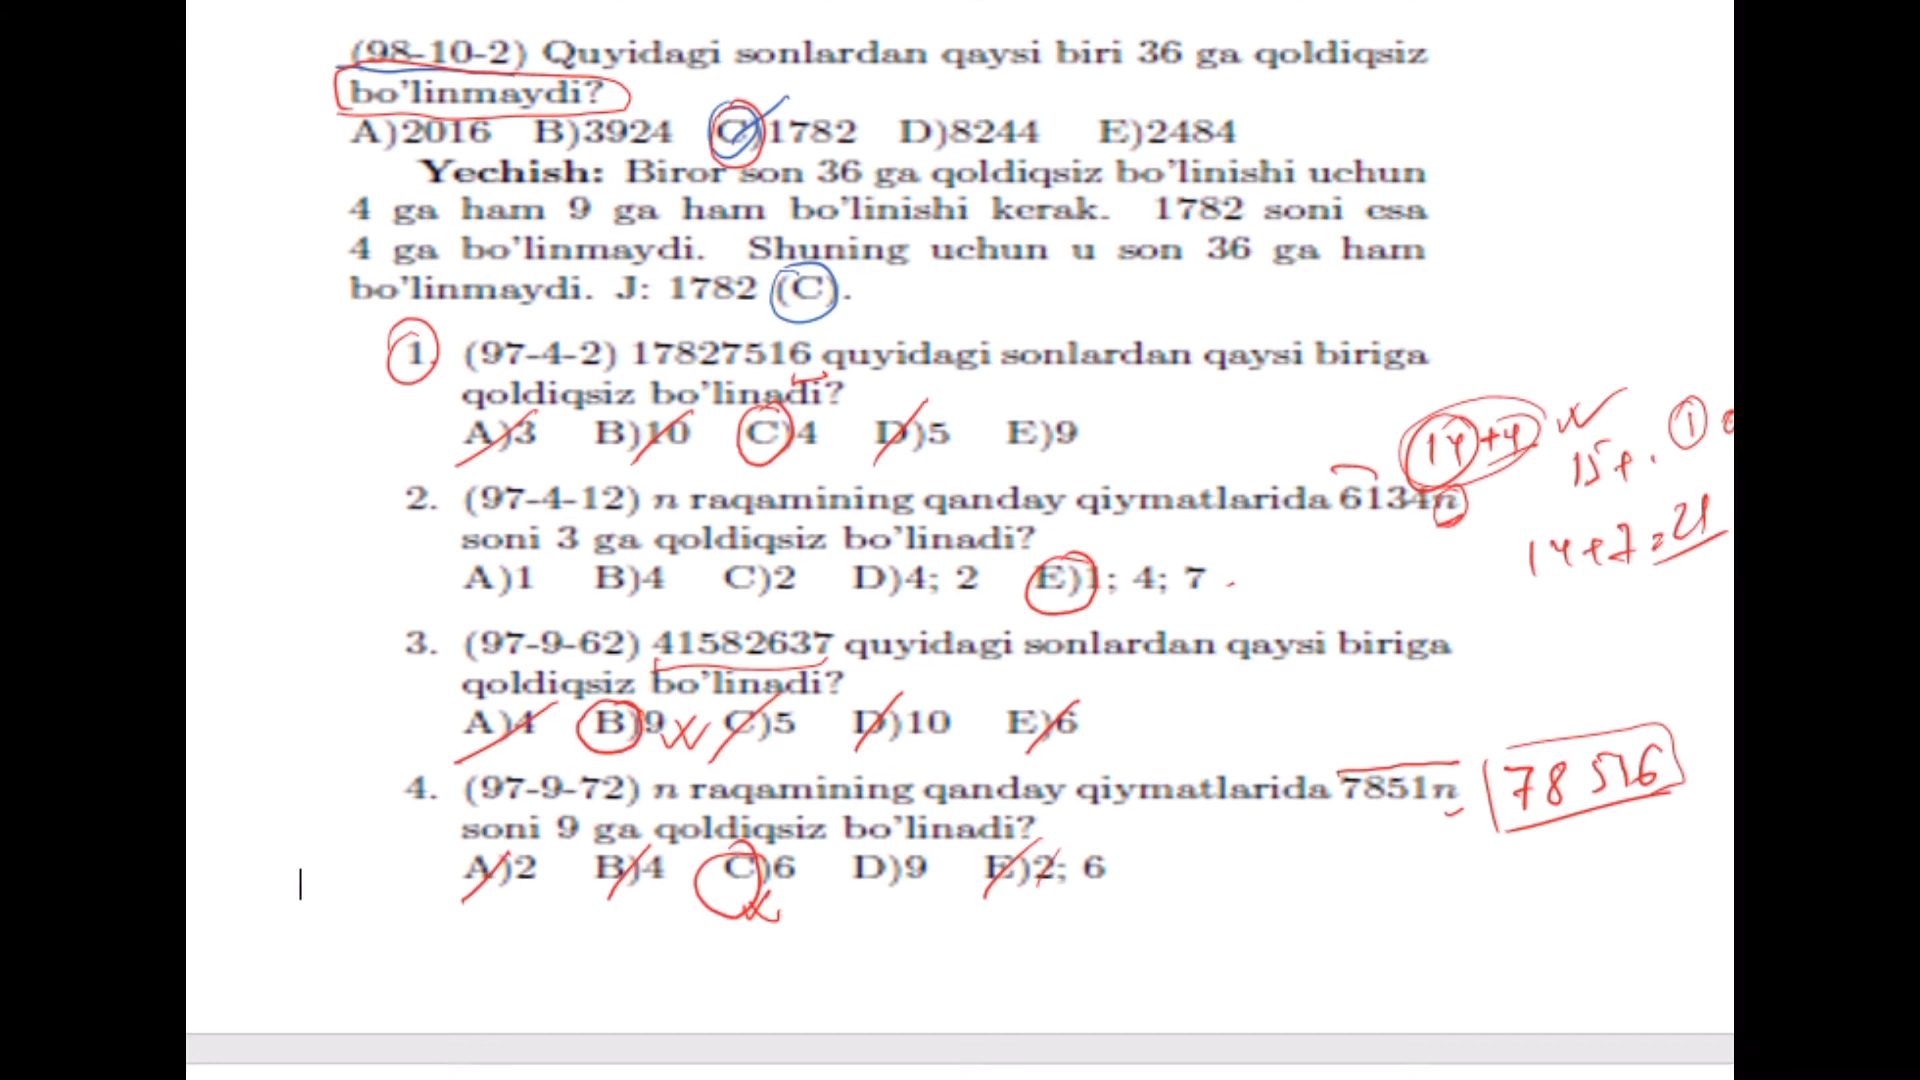 (98-10-2) Quyidagi sonlardan qaysi biri 36 ga qoldiqsiz
bo'linmaydi?
A)2016 B)3924 C)1782 D)8244 E)2484
Yechish: Biror son 36 ga qoldiqsiz bo'linishi uchun
4 ga ham 9 ga ham bo'linishi kerak. 1782 soni esa
4 ga bo'linmaydi. Shuning uchun u son 36 ga ham
bo'linmaydi. J: 1782 (C).
1. (97-4-2) 17827516 quyidagi sonlardan qaysi biriga
qoldiqsiz bo'linadi?
A)3 B)10 C)4 D)5 E)9
14+4
15+. 1
2. (97-4-12) n raqamining qanday qiymatlarida 6134n
soni 3 ga qoldiqsiz bo'linadi?
14+7=21
A)1 B)4 C)2 D)4; 2 E)1; 4; 7
3. (97-9-62) 41582637 quyidagi sonlardan qaysi biriga
qoldiqsiz bo'linadi?
A)4 B)9 C)5 D)10 E)6
4. (97-9-72) n raqamining qanday qiymatlarida 7851n
78516
soni 9 ga qoldiqsiz bo'linadi?
A)2 B)4 C)6 D)9 E)2; 6